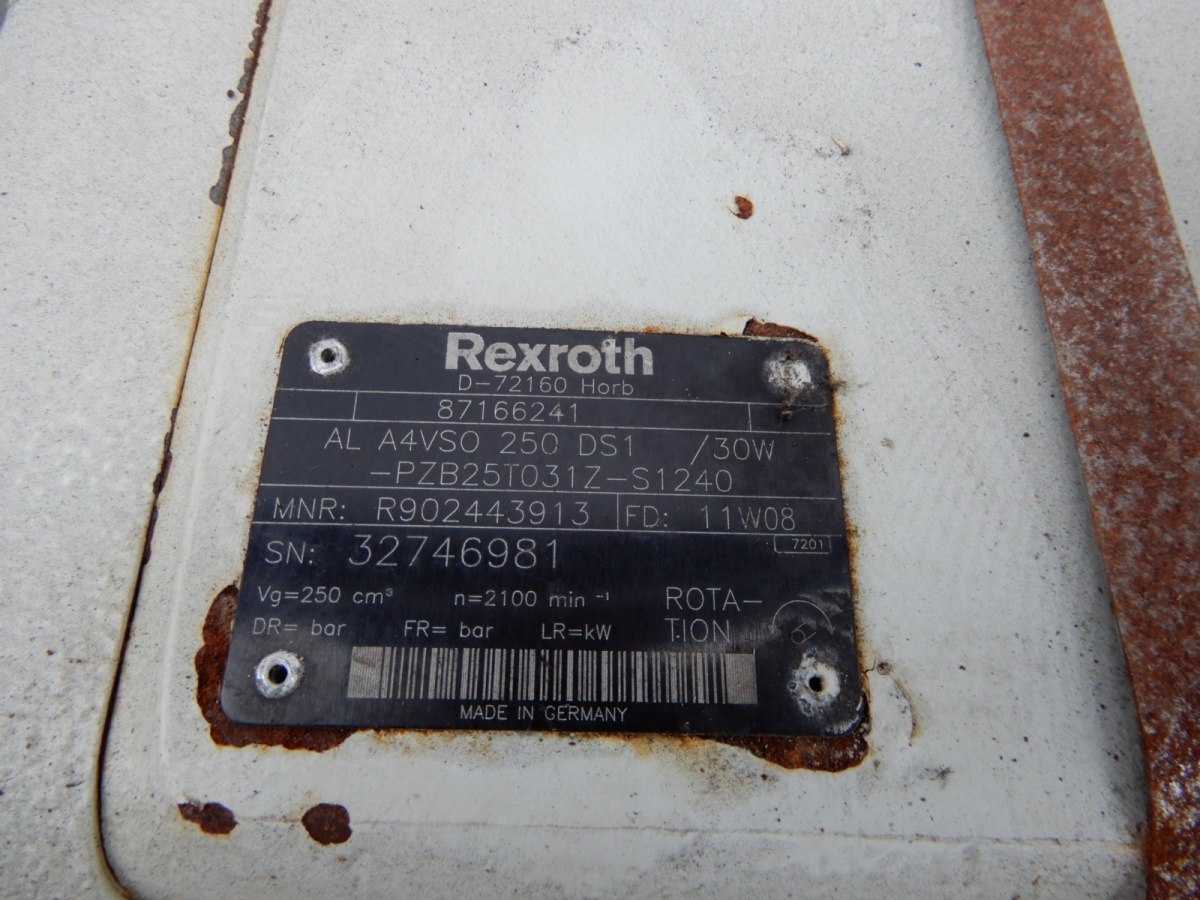 Rexroth
D-72160 Horb
87166241
AL A4VSO 250 DS1 /30W
-PZB25T031Z-S1240
MNR: R902443913 FD: 11W08
SN: 32746981 7201
Vg=250 cm³ n=2100 min ⁻¹ ROTA-
DR= bar FR= bar LR=kW TION
MADE IN GERMANY